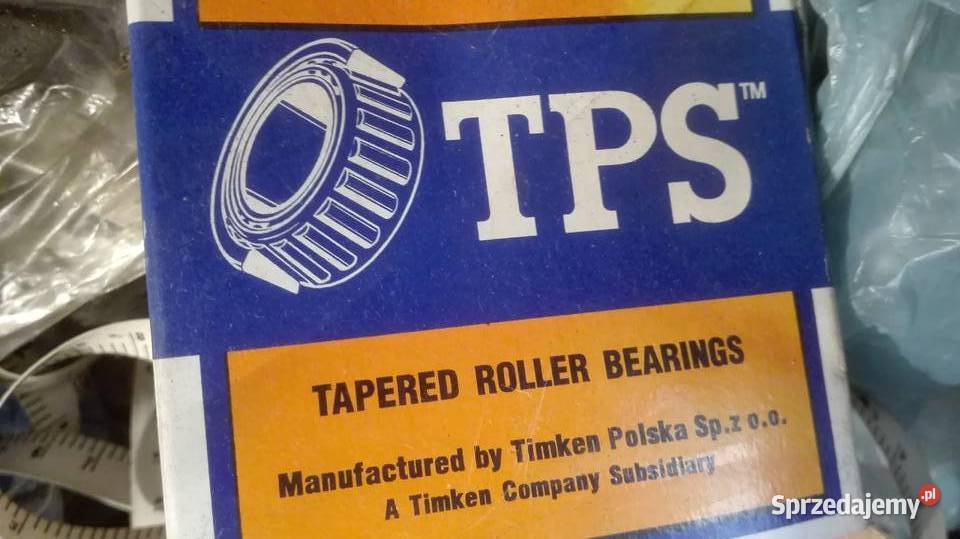 TPS™
TAPERED ROLLER BEARINGS
Manufactured by Timken Polska Sp.z o.o.
A Timken Company Subsidiary
Sprzedajemy.pl